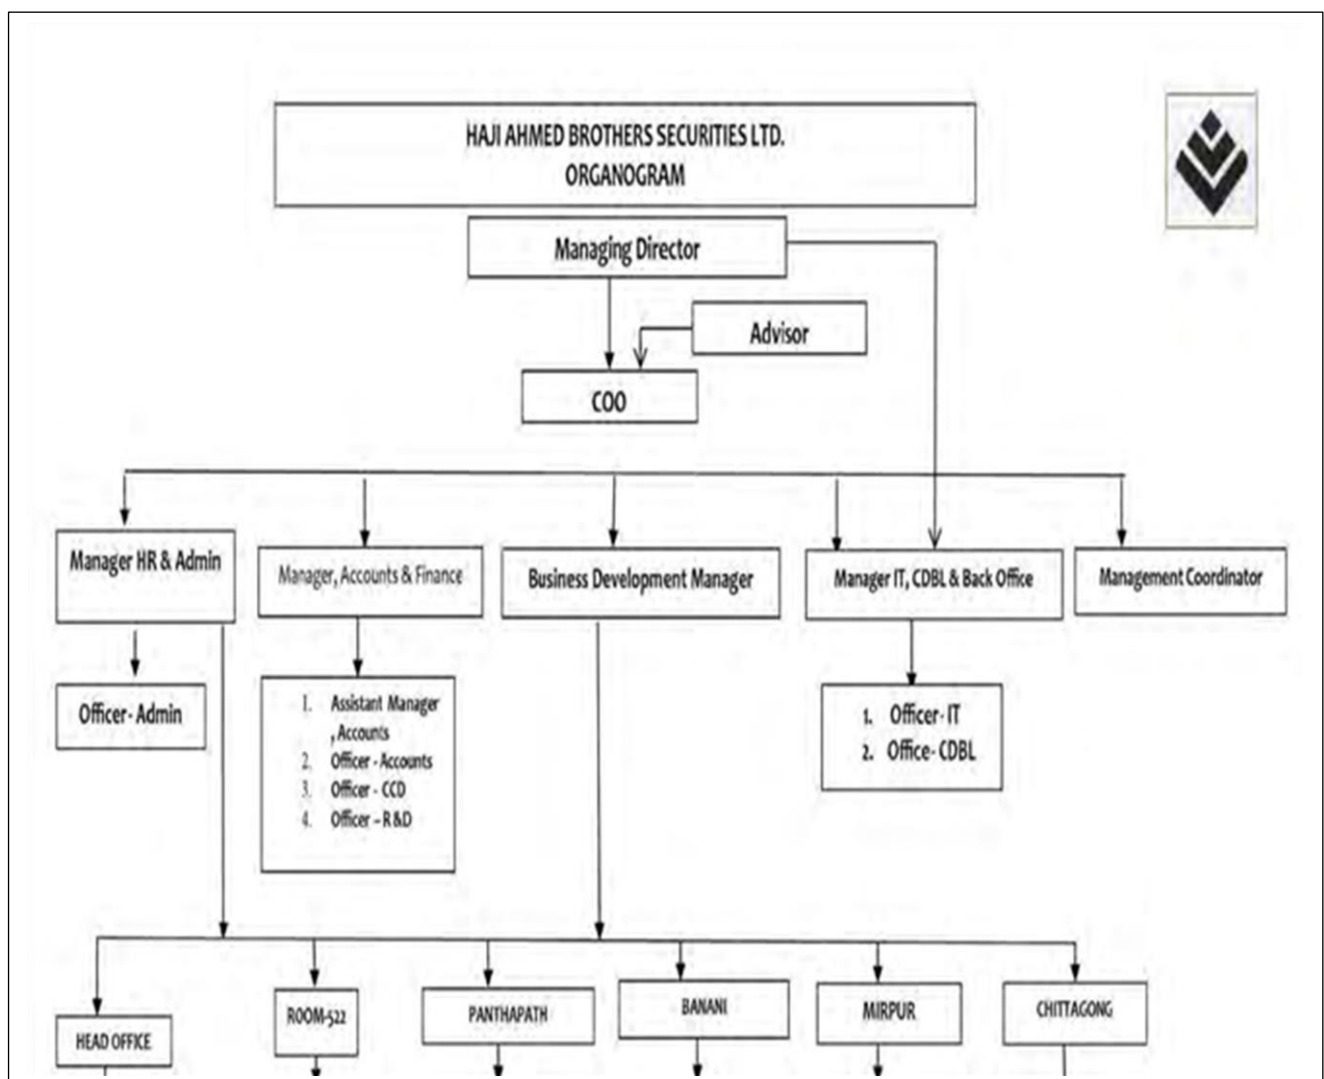 HAJI AHMED BROTHERS SECURITIES LTD.
ORGANOGRAM
Managing Director
Advisor
COO
Manager HR & Admin
Manager, Accounts & Finance
Business Development Manager
Manager IT, CDBL & Back Office
Management Coordinator
Officer- Admin
1. Assistant Manager
, Accounts
2. Officer - Accounts
3. Officer - CCD
4. Officer – R&D
1. Officer- IT
2. Office- CDBL
HEAD OFFICE
ROOM-522
PANTHAPATH
BANANI
MIRPUR
CHITTAGONG